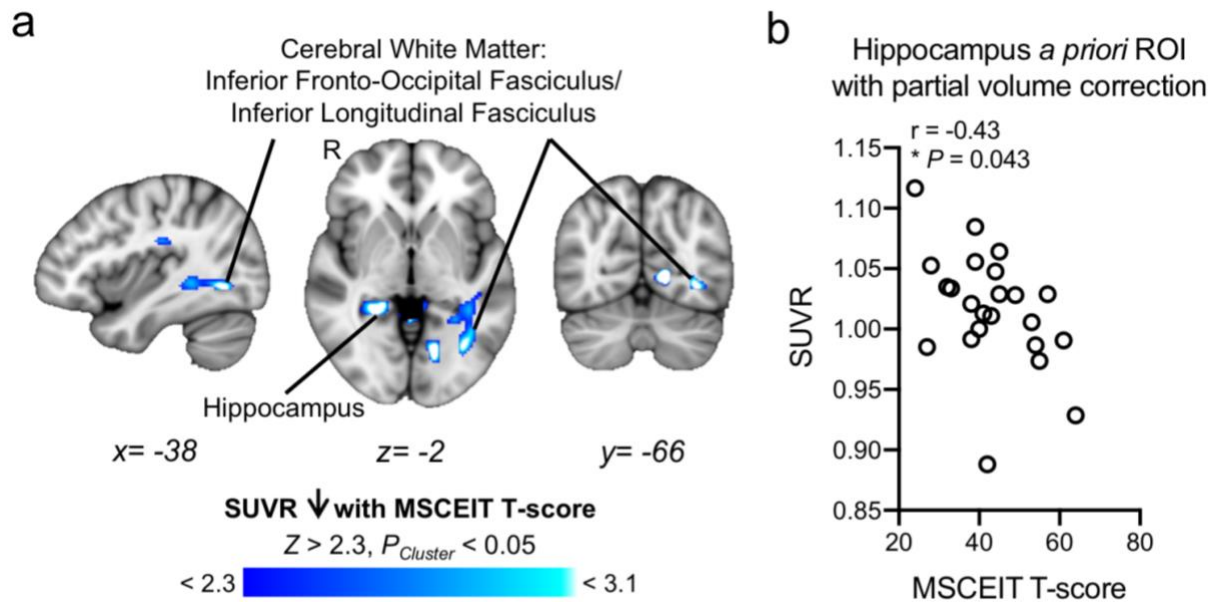 a
Cerebral White Matter:
Inferior Fronto-Occipital Fasciculus/
Inferior Longitudinal Fasciculus
R
Hippocampus
x= -38
z= -2
y= -66
SUVR ↓ with MSCEIT T-score
Z > 2.3, PCluster < 0.05
< 2.3
< 3.1
b
Hippocampus a priori ROI
with partial volume correction
r = -0.43
* P = 0.043
1.15
1.10
1.05
1.00
0.95
0.90
0.85
SUVR
20 40 60 80
MSCEIT T-score